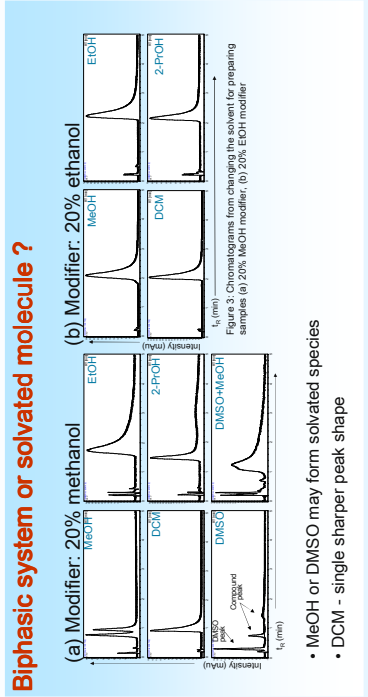 Biphasic system or solvated molecule ?
(a) Modifier: 20% methanol
MeOH
EtOH
DCM
2-PrOH
DMSO
DMSO+MeOH
DMSO
peak
Compound
peak
Intensity (mAu)
t_R (min)
(b) Modifier: 20% ethanol
MeOH
EtOH
DCM
2-PrOH
Intensity (mAu)
t_R (min)
Figure 3: Chromatograms from changing the solvent for preparing
samples (a) 20% MeOH modifier, (b) 20% EtOH modifier
• MeOH or DMSO may form solvated species
• DCM - single sharper peak shape